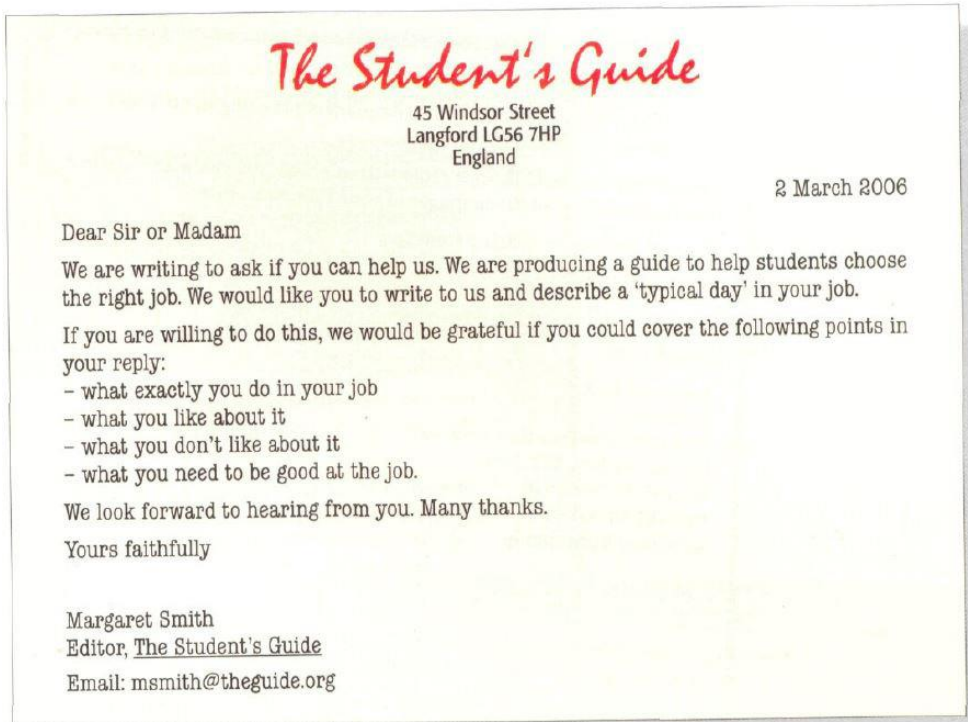 The Student's Guide
45 Windsor Street
Langford LG56 7HP
England
2 March 2006
Dear Sir or Madam
We are writing to ask if you can help us. We are producing a guide to help students choose
the right job. We would like you to write to us and describe a ‘typical day’ in your job.
If you are willing to do this, we would be grateful if you could cover the following points in
your reply:
– what exactly you do in your job
– what you like about it
– what you don’t like about it
– what you need to be good at the job.
We look forward to hearing from you. Many thanks.
Yours faithfully
Margaret Smith
Editor, The Student’s Guide
Email: msmith@theguide.org